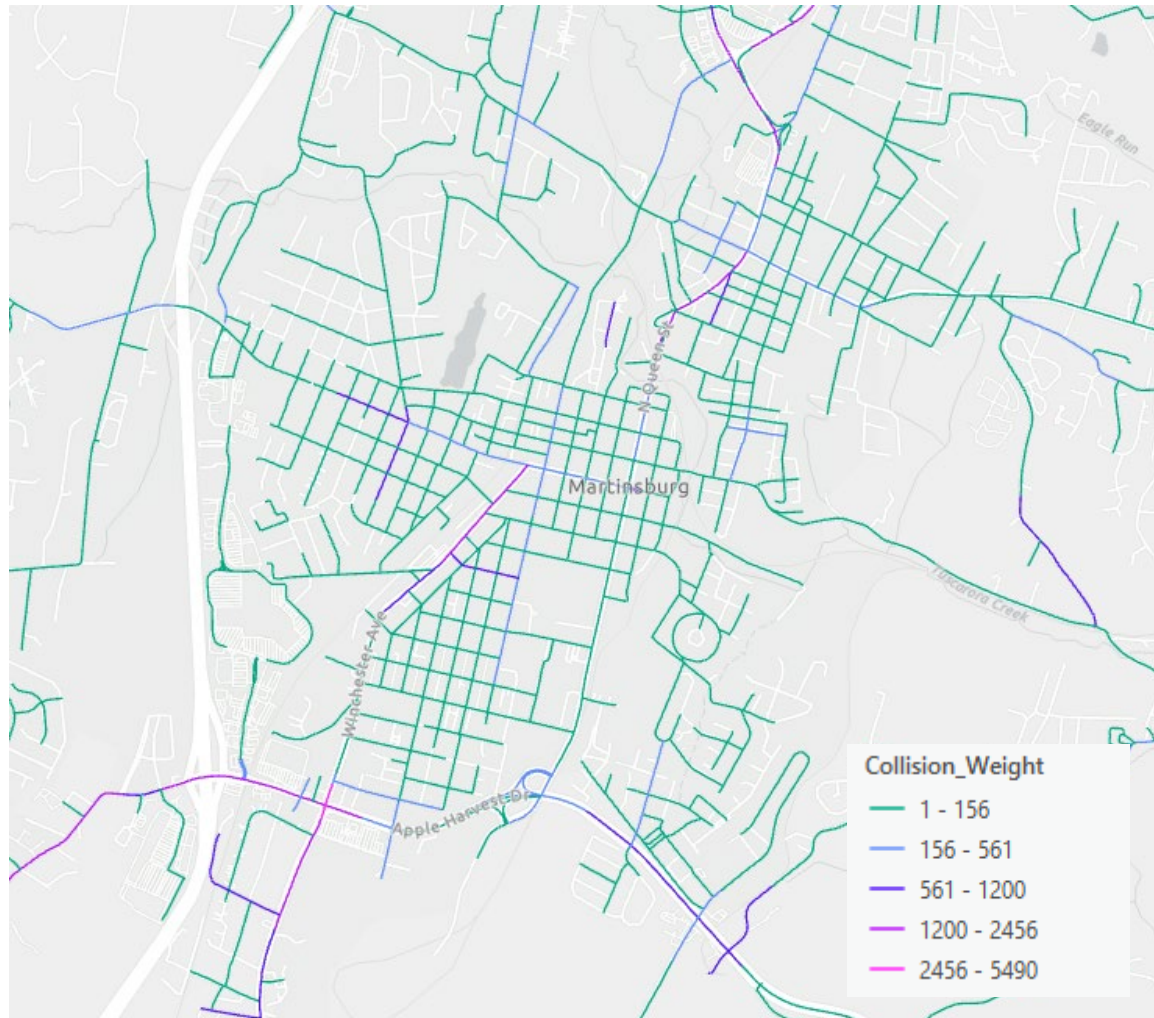 Eagle Run
N Queen St
Martinsburg
Tuscarora Creek
Winchester Ave
Apple Harvest Dr
Collision_Weight
1 - 156
156 - 561
561 - 1200
1200 - 2456
2456 - 5490